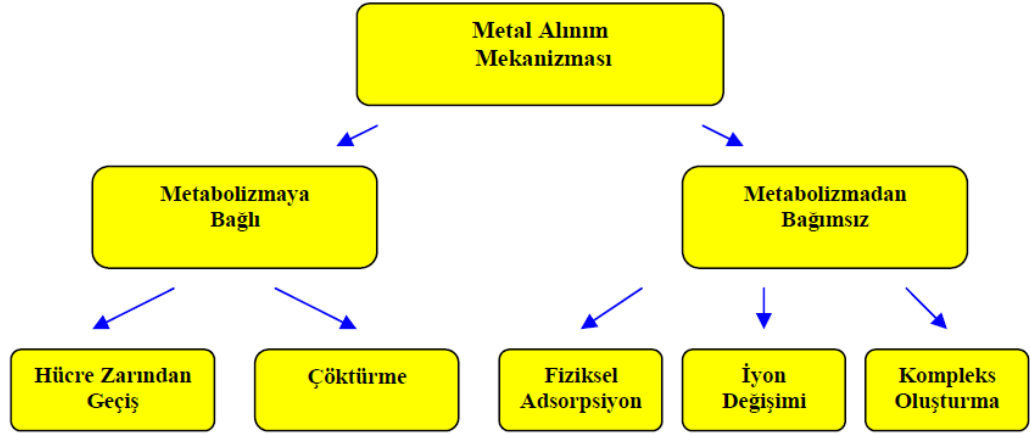 Metal Alınım
Mekanizması
Metabolizmaya
Bağlı
Metabolizmadan
Bağımsız
Hücre Zarından
Geçiş
Çöktürme
Fiziksel
Adsorpsiyon
İyon
Değişimi
Kompleks
Oluşturma